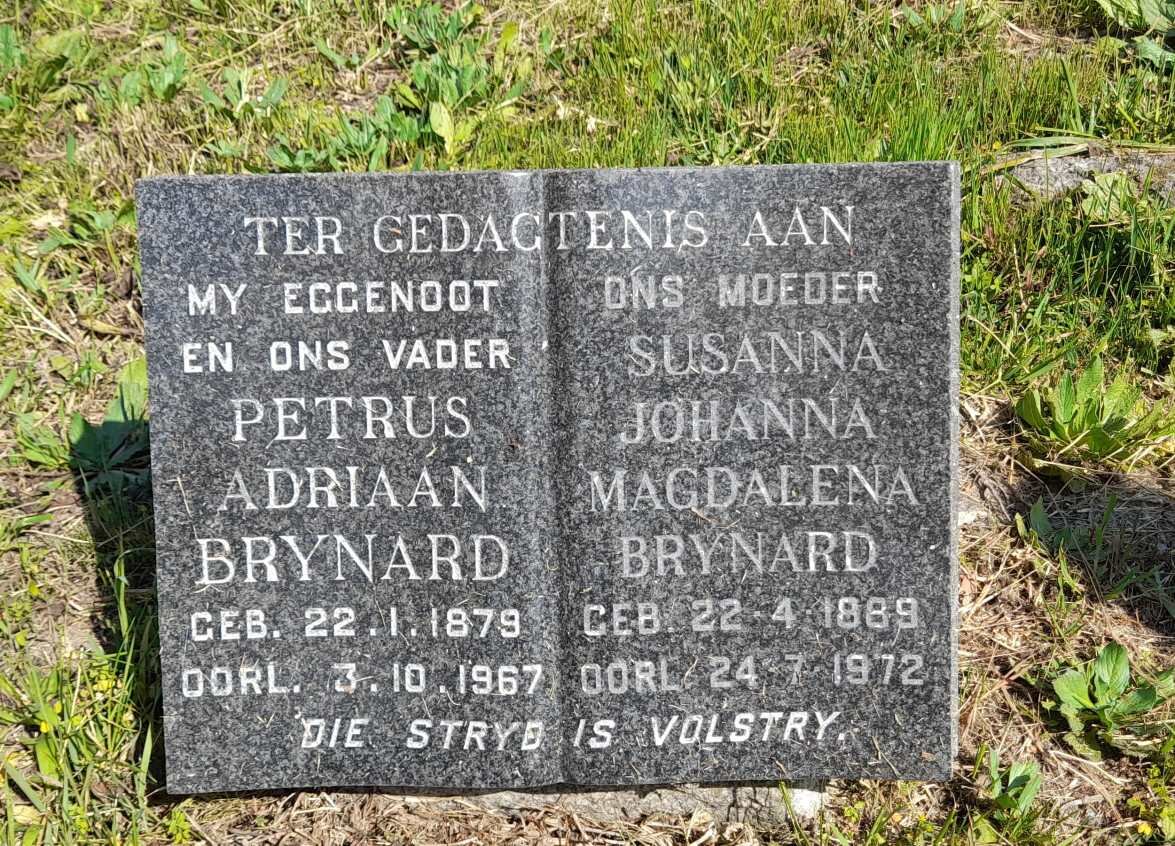 TER GEDAGTENIS AAN
MY EGGENOOT
EN ONS VADER
PETRUS
ADRIAAN
BRYNARD
GEB. 22.1.1879
OORL. 3.10.1967
ONS MOEDER
SUSANNA
JOHANNA
MAGDALENA
BRYNARD
GEB. 22-4-1889
OORL. 24-7-1972
DIE STRYD IS VOLSTRY.